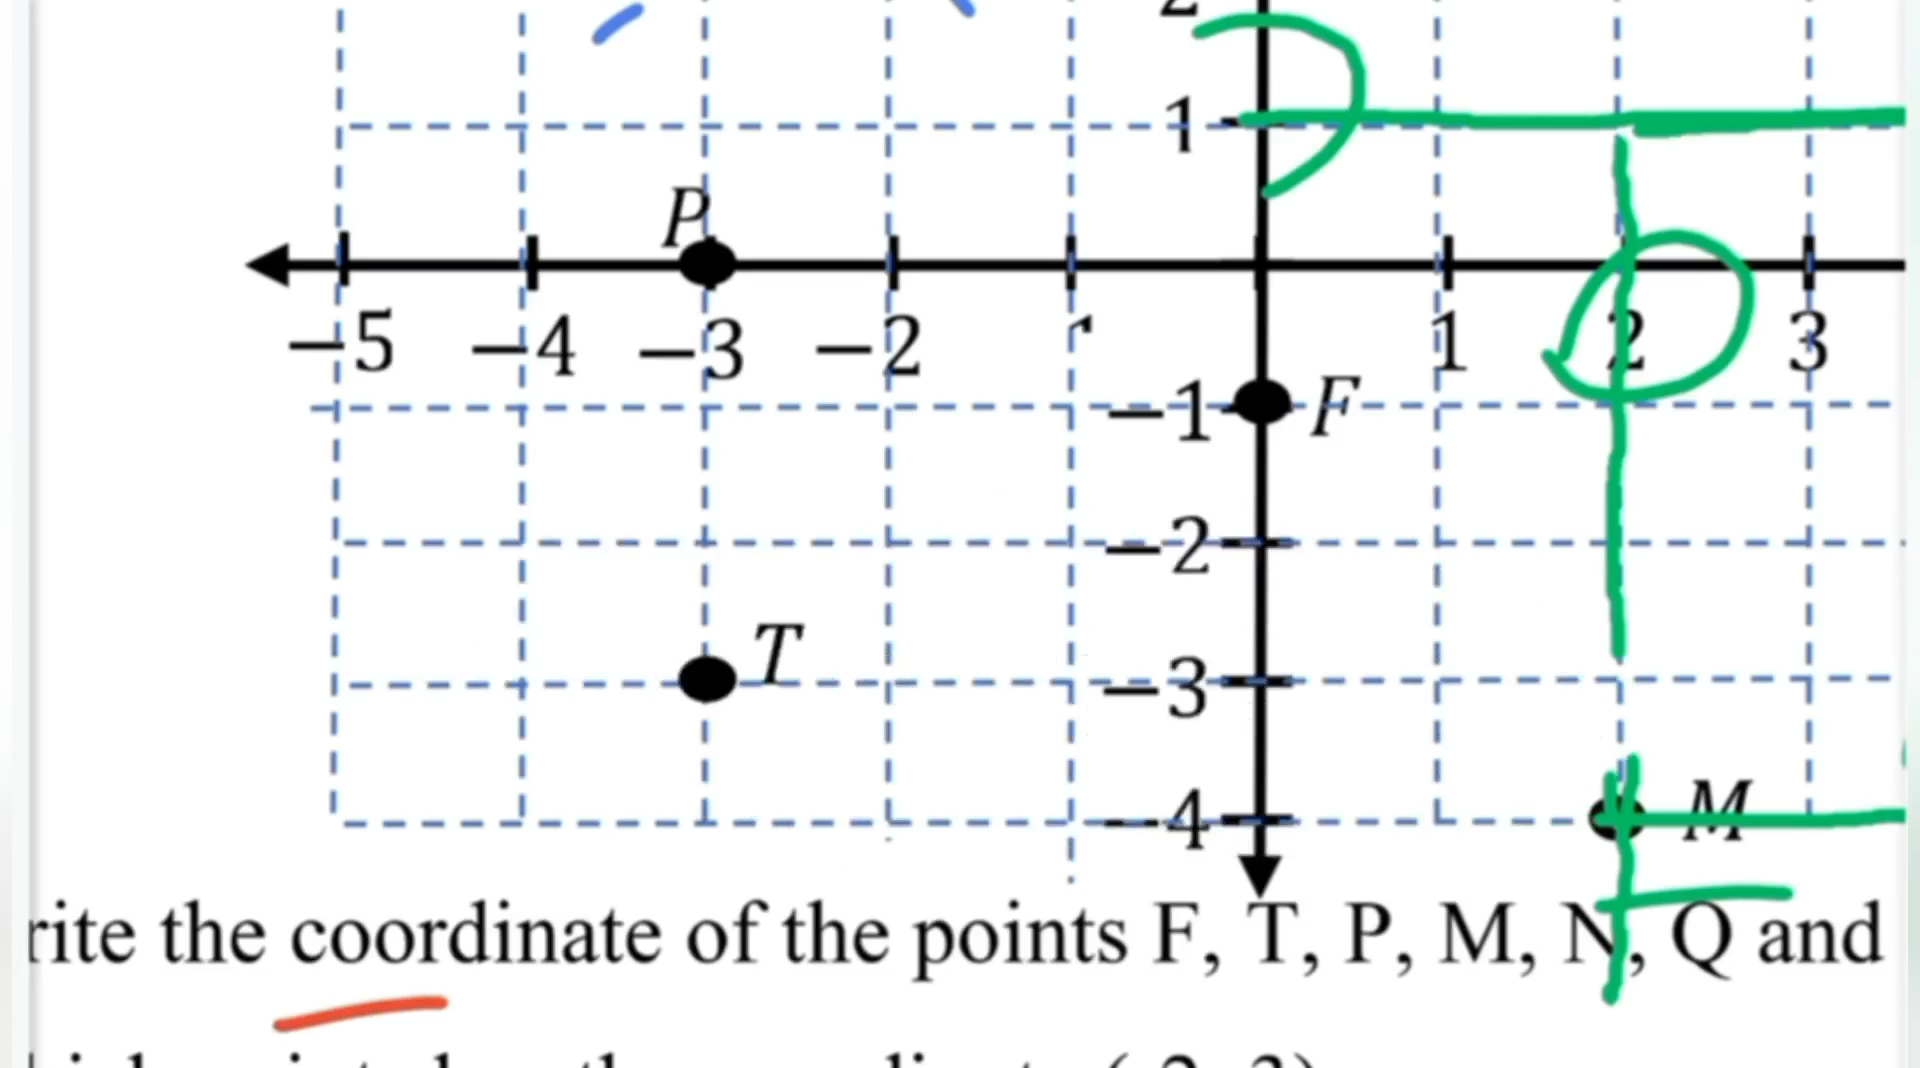 2
1
P
−5 −4 −3 −2 1 2 3
−1 F
−2
T
−3
−4 M
rite the coordinate of the points F, T, P, M, N, Q and